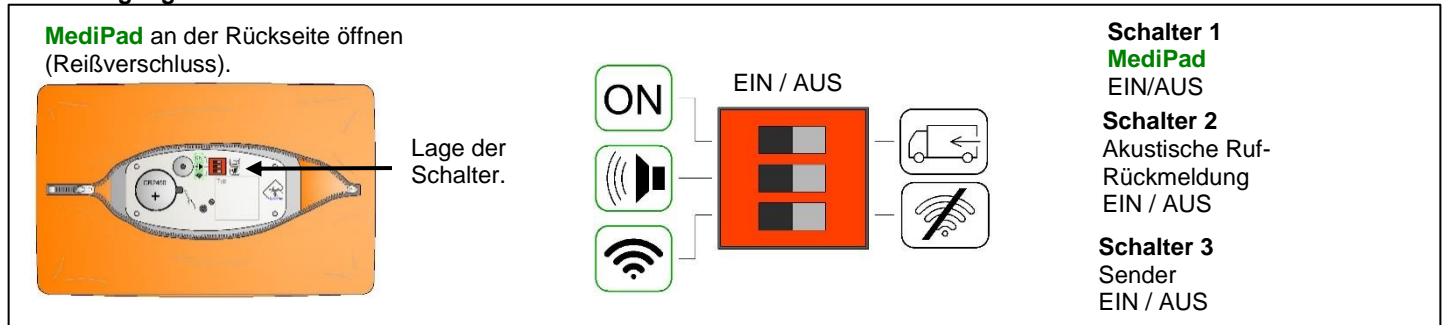 MediPad an der Rückseite öffnen
(Reißverschluss).
CR2450
+
Lage der
Schalter.
EIN / AUS
ON
Schalter 1
MediPad
EIN/AUS
Schalter 2
Akustische Ruf-
Rückmeldung
EIN / AUS
Schalter 3
Sender
EIN / AUS